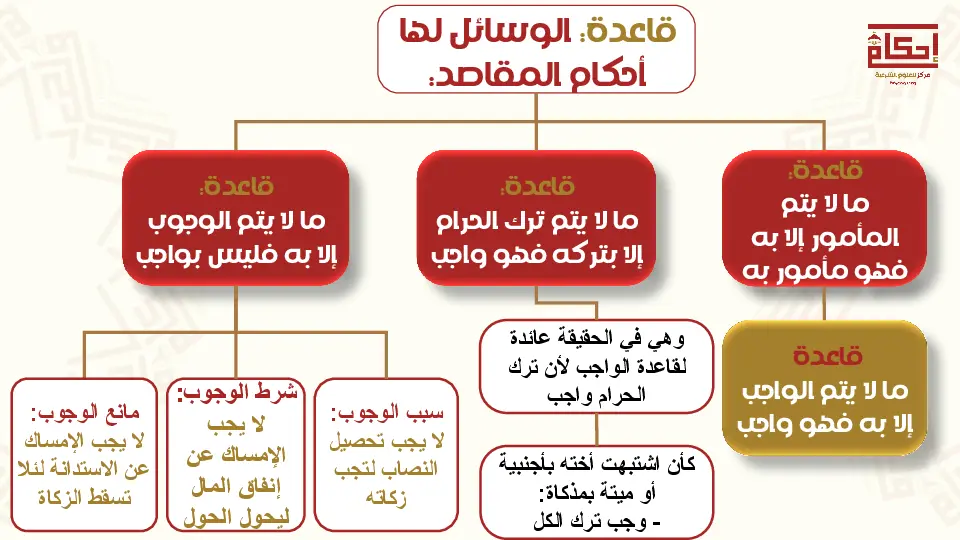 قاعدة: الوسائل لها
أحكام المقاصد:
إحكام
مركز للعلوم الشرعية
قاعدة:
ما لا يتم
المأمور إلا به
فهو مأمور به
قاعدة
ما لا يتم الواجب
إلا به فهو واجب
قاعدة:
ما لا يتم ترك الحرام
إلا بتركه فهو واجب
وهي في الحقيقة عائدة
لقاعدة الواجب لأن ترك
الحرام واجب
كأن اشتبهت أخته بأجنبية
أو ميتة بمذكاة:
- وجب ترك الكل
قاعدة:
ما لا يتم الوجوب
إلا به فليس بواجب
سبب الوجوب:
لا يجب تحصيل
النصاب لتجب
زكاته
شرط الوجوب:
لا يجب
الإمساك عن
إنفاق المال
ليحول الحول
مانع الوجوب:
لا يجب الإمساك
عن الاستدانة لئلا
تسقط الزكاة